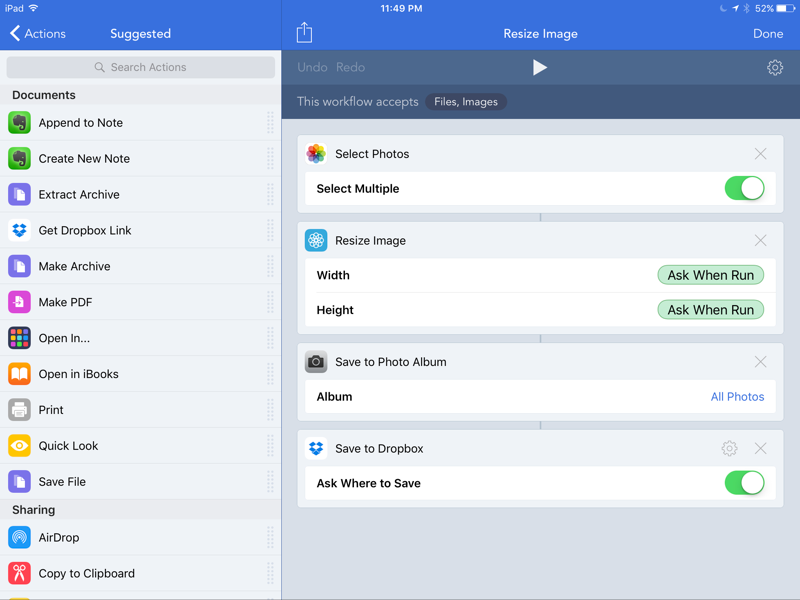 iPad 11:49 PM 52%
Actions Suggested
Search Actions
Documents
Append to Note
Create New Note
Extract Archive
Get Dropbox Link
Make Archive
Make PDF
Open In...
Open in iBooks
Print
Quick Look
Save File
Sharing
AirDrop
Copy to Clipboard
Resize Image Done
Undo Redo
This workflow accepts Files, Images
Select Photos
Select Multiple
Resize Image
Width Ask When Run
Height Ask When Run
Save to Photo Album
Album All Photos
Save to Dropbox
Ask Where to Save